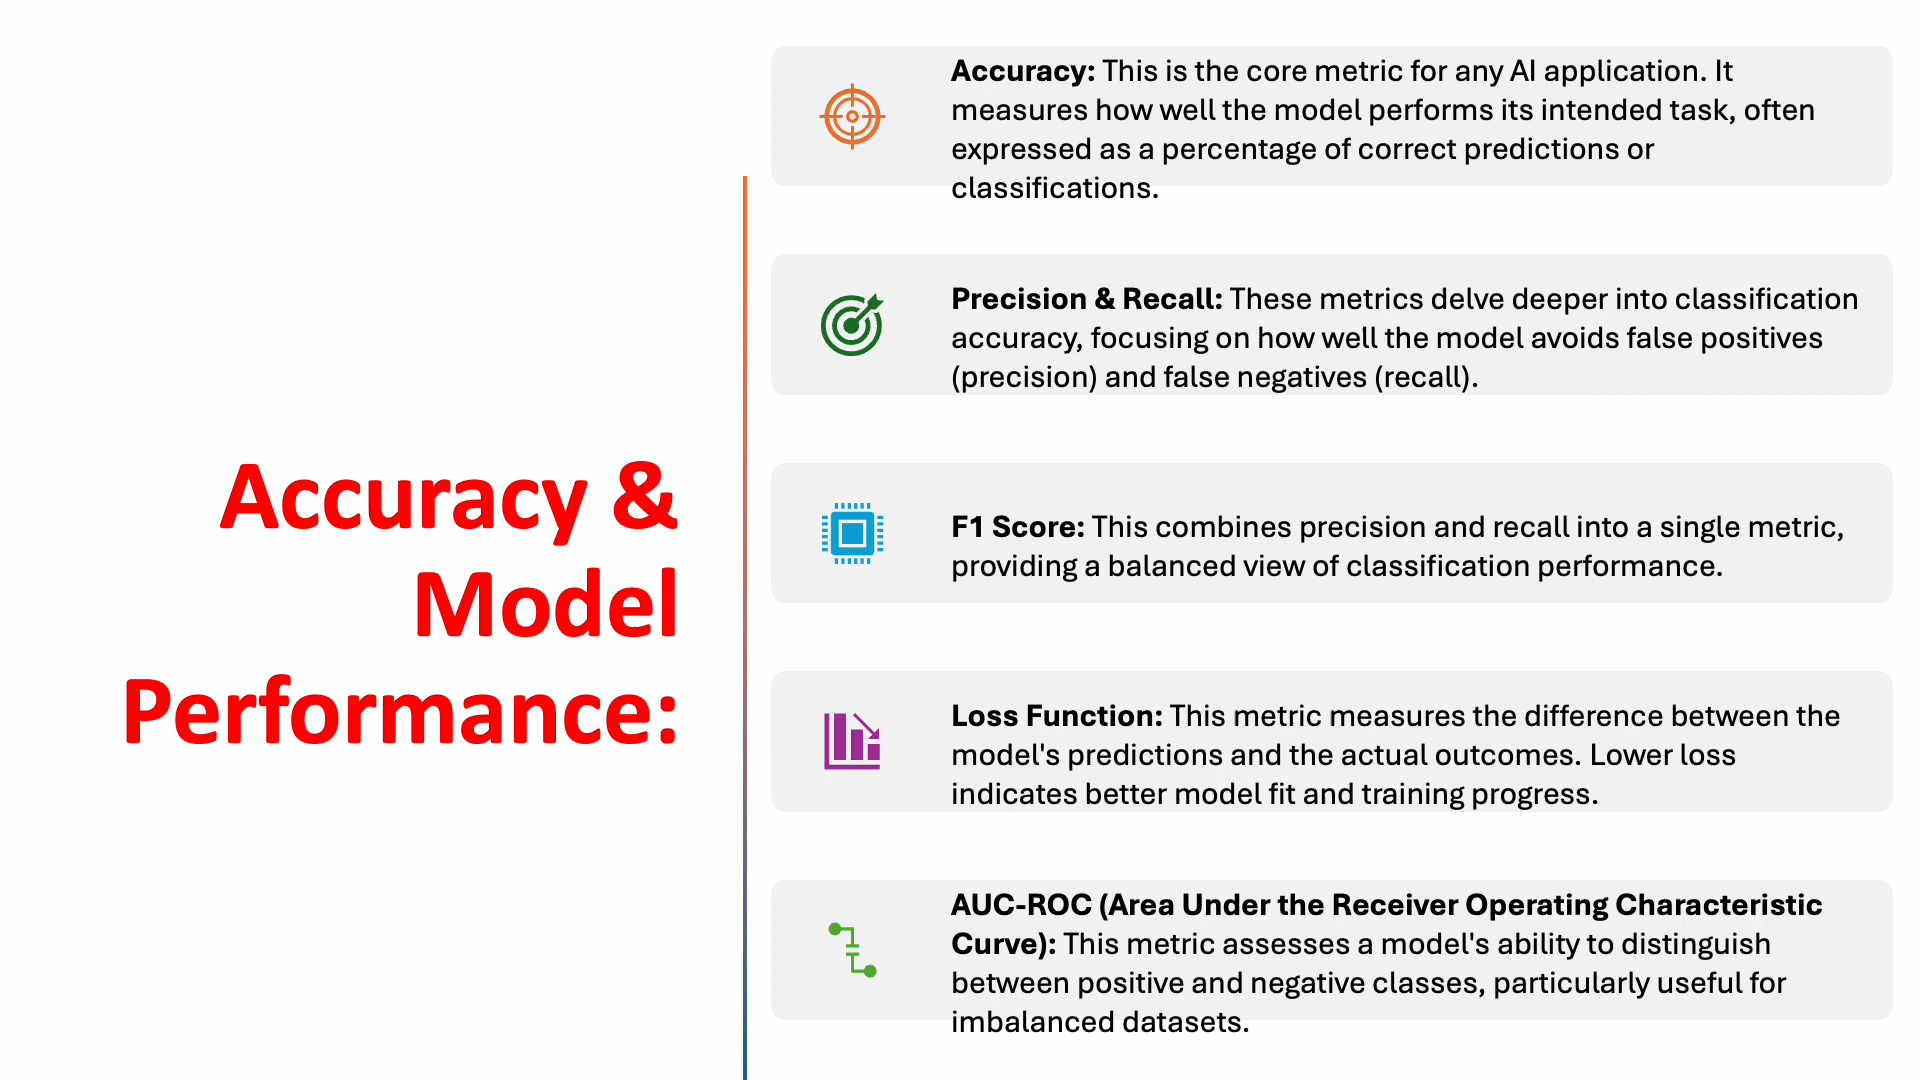 Accuracy &
Model
Performance:
Accuracy: This is the core metric for any AI application. It
measures how well the model performs its intended task, often
expressed as a percentage of correct predictions or
classifications.
Precision & Recall: These metrics delve deeper into classification
accuracy, focusing on how well the model avoids false positives
(precision) and false negatives (recall).
F1 Score: This combines precision and recall into a single metric,
providing a balanced view of classification performance.
Loss Function: This metric measures the difference between the
model's predictions and the actual outcomes. Lower loss
indicates better model fit and training progress.
AUC-ROC (Area Under the Receiver Operating Characteristic
Curve): This metric assesses a model's ability to distinguish
between positive and negative classes, particularly useful for
imbalanced datasets.